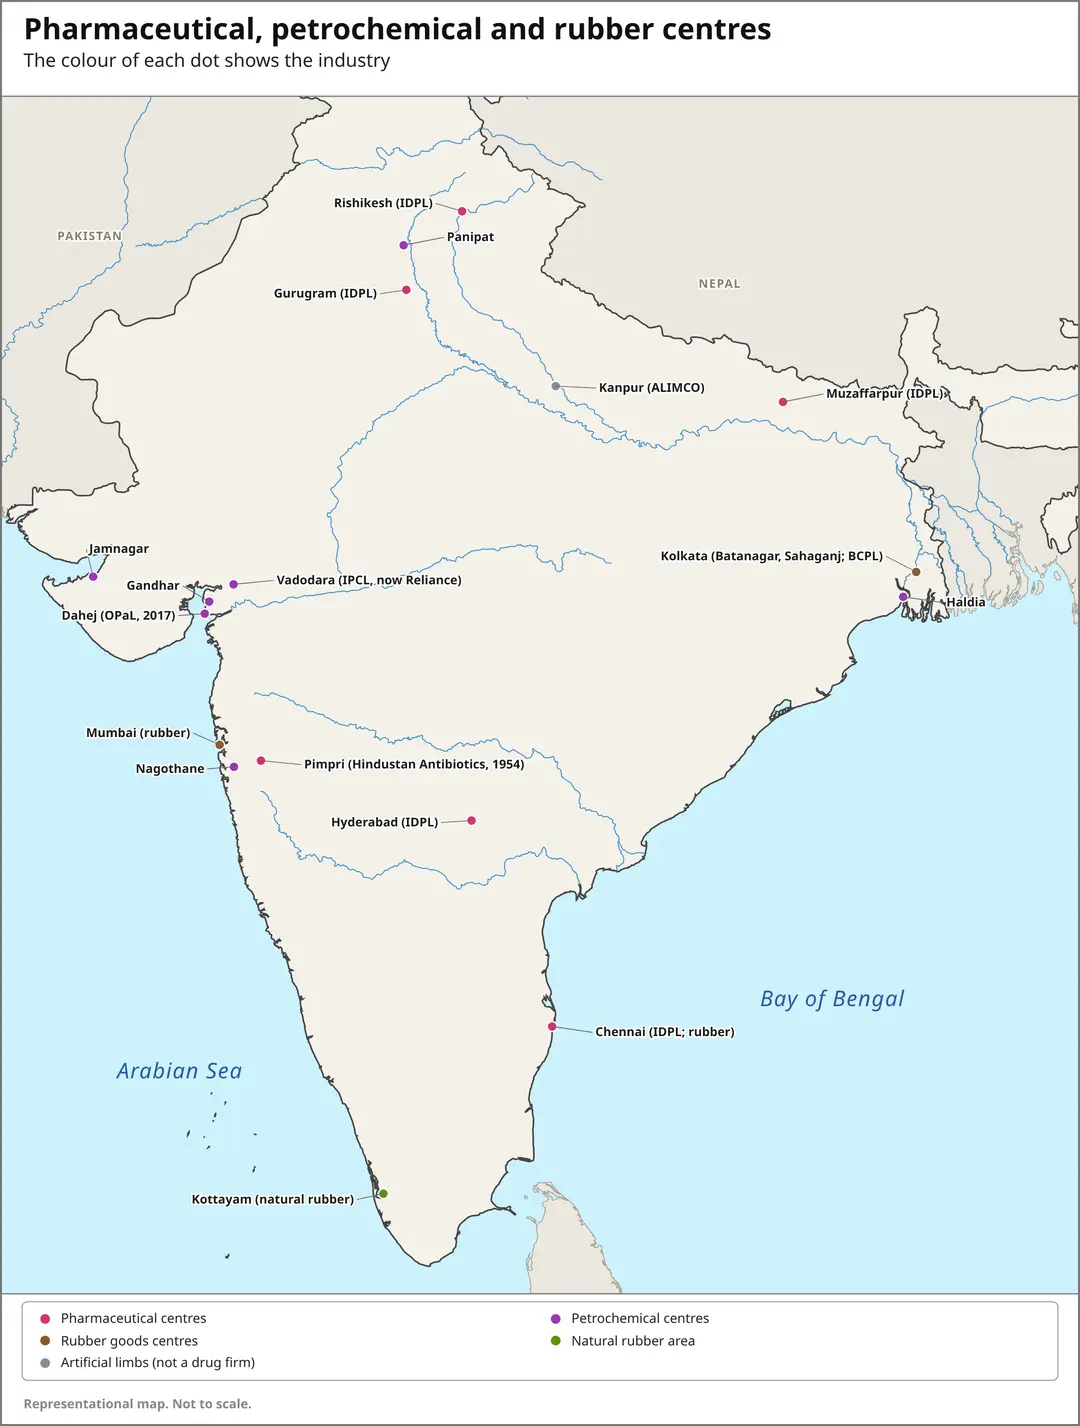 Pharmaceutical, petrochemical and rubber centres
The colour of each dot shows the industry
Rishikesh (IDPL)
PAKISTAN
Panipat
NEPAL
Gurugram (IDPL)
Kanpur (ALIMCO)
Muzaffarpur (IDPL)
Jamnagar
Kolkata (Batanagar, Sahaganj; BCPL)
Vadodara (IPCL, now Reliance)
Gandhar
Haldia
Dahej (OPaL, 2017)
Mumbai (rubber)
Pimpri (Hindustan Antibiotics, 1954)
Nagothane
Hyderabad (IDPL)
Bay of Bengal
Chennai (IDPL; rubber)
Arabian Sea
Kottayam (natural rubber)
Pharmaceutical centres
Petrochemical centres
Rubber goods centres
Natural rubber area
Artificial limbs (not a drug firm)
Representational map. Not to scale.